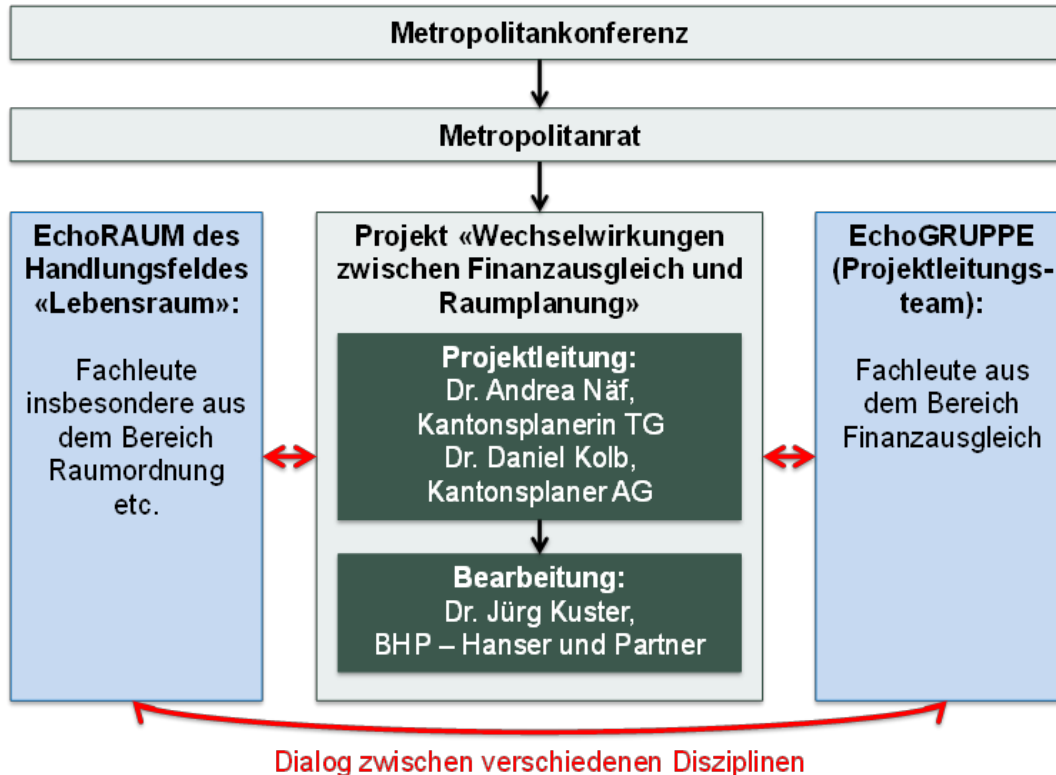 Metropolitankonferenz
Metropolitanrat
EchoRAUM des
Handlungsfeldes
«Lebensraum»:
Fachleute
insbesondere aus
dem Bereich
Raumordnung
etc.
Projekt «Wechselwirkungen
zwischen Finanzausgleich und
Raumplanung»
Projektleitung:
Dr. Andrea Näf,
Kantonsplanerin TG
Dr. Daniel Kolb,
Kantonsplaner AG
Bearbeitung:
Dr. Jürg Kuster,
BHP – Hanser und Partner
EchoGRUPPE
(Projektleitungs-
team):
Fachleute aus
dem Bereich
Finanzausgleich
Dialog zwischen verschiedenen Disziplinen